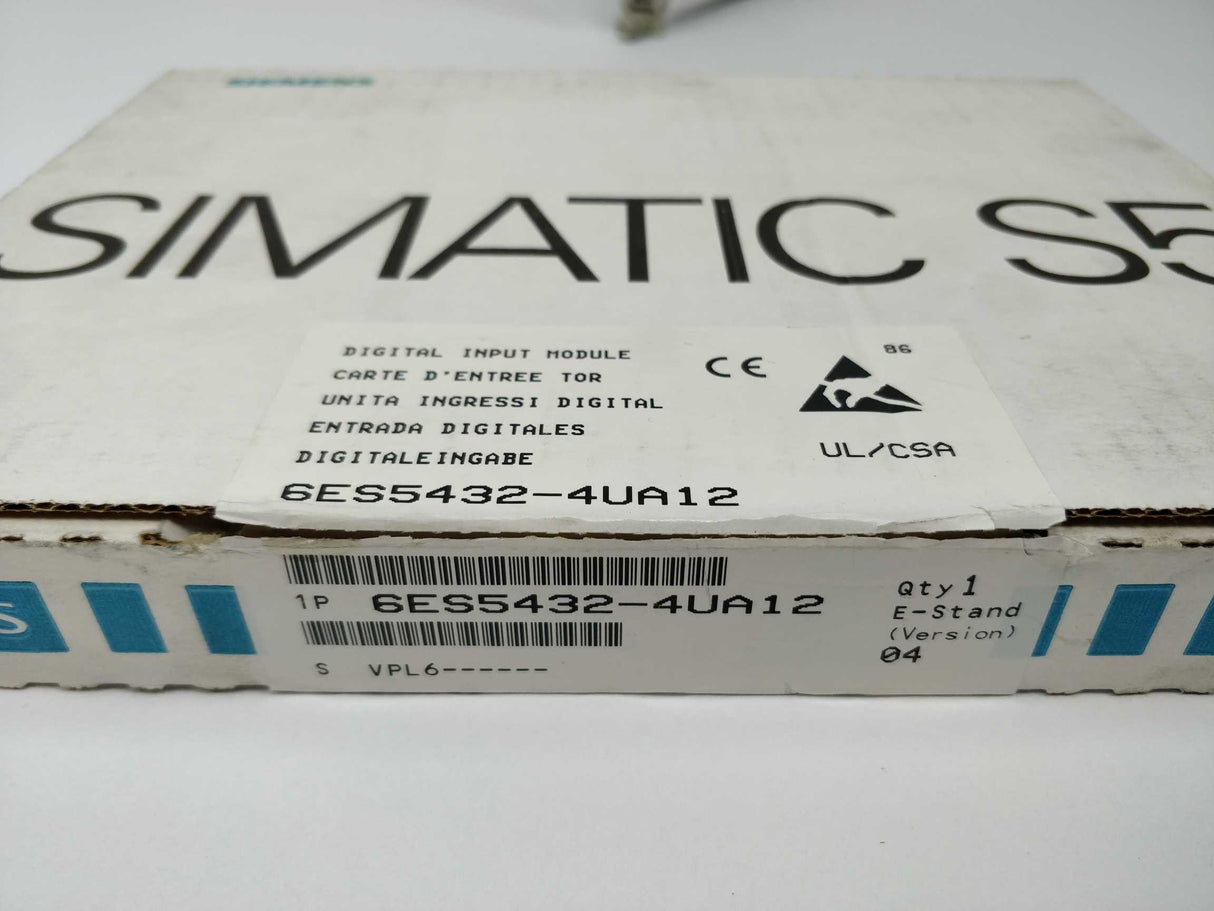 SIEMENS
SIMATIC S5
DIGITAL INPUT MODULE
CARTE D'ENTREE TOR
UNITA INGRESSI DIGITAL
ENTRADA DIGITALES
DIGITALEINGABE
6ES5432-4UA12
CE
86
UL/CSA
1P 6ES5432-4UA12
S VPL6------
Qty 1
E-Stand
(Version)
04
S